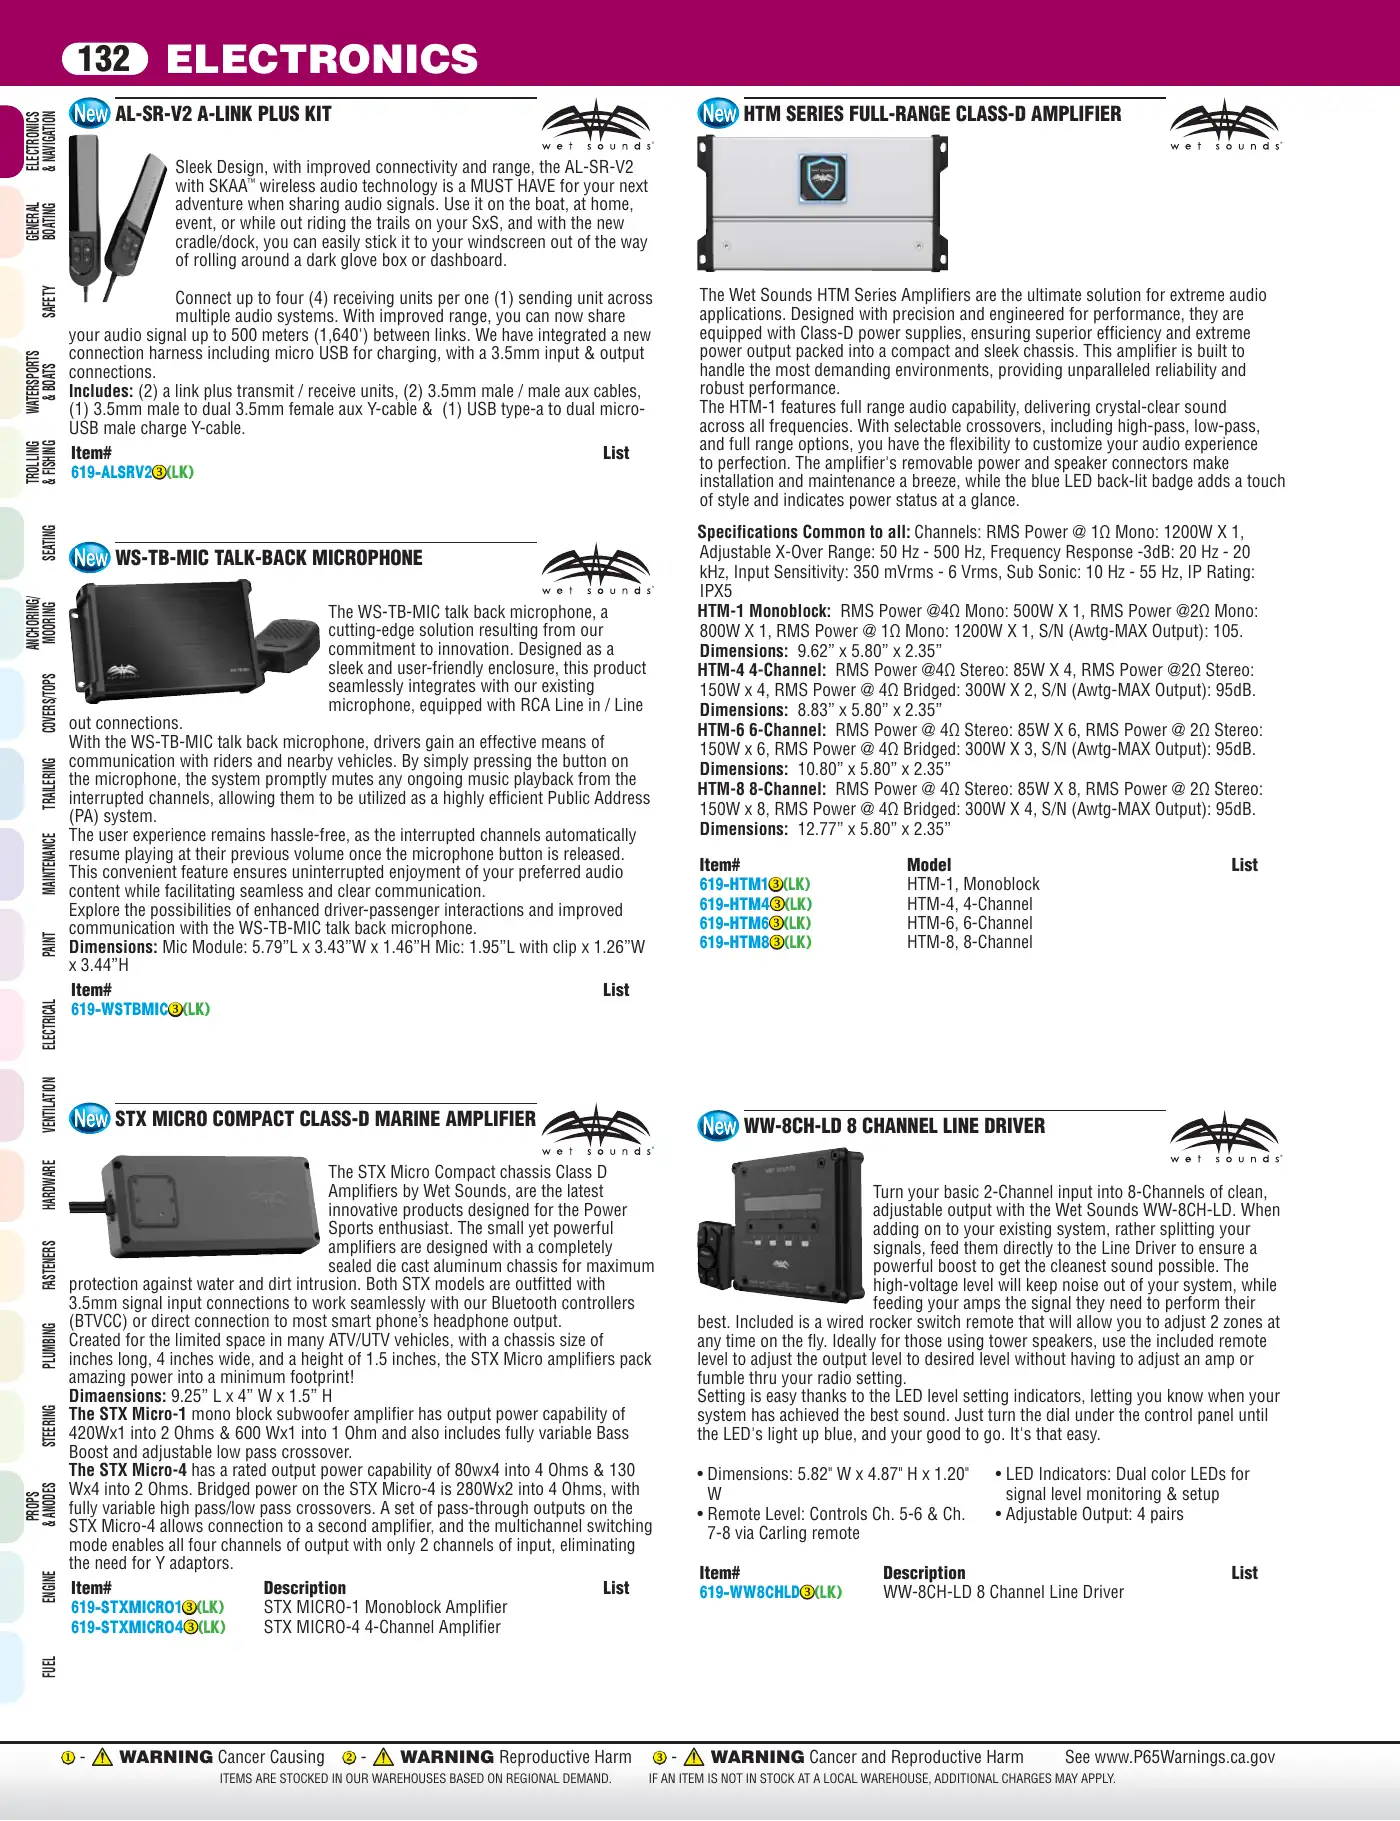 132 ELECTRONICS
ELECTRONICS
& NAVIGATION
GENERAL
BOATING
SAFETY
WATERSPORTS
& BOATS
TROLLING
& FISHING
SEATING
ANCHORING/
MOORING
COVERS/TOPS
TRAILERING
MAINTENANCE
PAINT
ELECTRICAL
VENTILATION
HARDWARE
FASTENERS
PLUMBING
STEERING
PROPS
& ANODES
ENGINE
FUEL
New AL-SR-V2 A-LINK PLUS KIT
wet sounds
Sleek Design, with improved connectivity and range, the AL-SR-V2
with SKAA™ wireless audio technology is a MUST HAVE for your next
adventure when sharing audio signals. Use it on the boat, at home,
event, or while out riding the trails on your SxS, and with the new
cradle/dock, you can easily stick it to your windscreen out of the way
of rolling around a dark glove box or dashboard.
Connect up to four (4) receiving units per one (1) sending unit across
multiple audio systems. With improved range, you can now share
your audio signal up to 500 meters (1,640') between links. We have integrated a new
connection harness including micro USB for charging, with a 3.5mm input & output
connections.
Includes: (2) a link plus transmit / receive units, (2) 3.5mm male / male aux cables,
(1) 3.5mm male to dual 3.5mm female aux Y-cable & (1) USB type-a to dual micro-
USB male charge Y-cable.
Item# List
619-ALSRV2 3 (LK)
New WS-TB-MIC TALK-BACK MICROPHONE
wet sounds
The WS-TB-MIC talk back microphone, a
cutting-edge solution resulting from our
commitment to innovation. Designed as a
sleek and user-friendly enclosure, this product
seamlessly integrates with our existing
microphone, equipped with RCA Line in / Line
out connections.
With the WS-TB-MIC talk back microphone, drivers gain an effective means of
communication with riders and nearby vehicles. By simply pressing the button on
the microphone, the system promptly mutes any ongoing music playback from the
interrupted channels, allowing them to be utilized as a highly efficient Public Address
(PA) system.
The user experience remains hassle-free, as the interrupted channels automatically
resume playing at their previous volume once the microphone button is released.
This convenient feature ensures uninterrupted enjoyment of your preferred audio
content while facilitating seamless and clear communication.
Explore the possibilities of enhanced driver-passenger interactions and improved
communication with the WS-TB-MIC talk back microphone.
Dimensions: Mic Module: 5.79”L x 3.43”W x 1.46”H Mic: 1.95”L with clip x 1.26”W
x 3.44”H
Item# List
619-WSTBMIC 3 (LK)
New STX MICRO COMPACT CLASS-D MARINE AMPLIFIER
wet sounds
The STX Micro Compact chassis Class D
Amplifiers by Wet Sounds, are the latest
innovative products designed for the Power
Sports enthusiast. The small yet powerful
amplifiers are designed with a completely
sealed die cast aluminum chassis for maximum
protection against water and dirt intrusion. Both STX models are outfitted with
3.5mm signal input connections to work seamlessly with our Bluetooth controllers
(BTVCC) or direct connection to most smart phone’s headphone output.
Created for the limited space in many ATV/UTV vehicles, with a chassis size of
inches long, 4 inches wide, and a height of 1.5 inches, the STX Micro amplifiers pack
amazing power into a minimum footprint!
Dimaensions: 9.25” L x 4” W x 1.5” H
The STX Micro-1 mono block subwoofer amplifier has output power capability of
420Wx1 into 2 Ohms & 600 Wx1 into 1 Ohm and also includes fully variable Bass
Boost and adjustable low pass crossover.
The STX Micro-4 has a rated output power capability of 80wx4 into 4 Ohms & 130
Wx4 into 2 Ohms. Bridged power on the STX Micro-4 is 280Wx2 into 4 Ohms, with
fully variable high pass/low pass crossovers. A set of pass-through outputs on the
STX Micro-4 allows connection to a second amplifier, and the multichannel switching
mode enables all four channels of output with only 2 channels of input, eliminating
the need for Y adaptors.
Item# Description List
619-STXMICRO1 3 (LK) STX MICRO-1 Monoblock Amplifier
619-STXMICRO4 3 (LK) STX MICRO-4 4-Channel Amplifier
New HTM SERIES FULL-RANGE CLASS-D AMPLIFIER
wet sounds
The Wet Sounds HTM Series Amplifiers are the ultimate solution for extreme audio
applications. Designed with precision and engineered for performance, they are
equipped with Class-D power supplies, ensuring superior efficiency and extreme
power output packed into a compact and sleek chassis. This amplifier is built to
handle the most demanding environments, providing unparalleled reliability and
robust performance.
The HTM-1 features full range audio capability, delivering crystal-clear sound
across all frequencies. With selectable crossovers, including high-pass, low-pass,
and full range options, you have the flexibility to customize your audio experience
to perfection. The amplifier's removable power and speaker connectors make
installation and maintenance a breeze, while the blue LED back-lit badge adds a touch
of style and indicates power status at a glance.
Specifications Common to all: Channels: RMS Power @ 1Ω Mono: 1200W X 1,
Adjustable X-Over Range: 50 Hz - 500 Hz, Frequency Response -3dB: 20 Hz - 20
kHz, Input Sensitivity: 350 mVrms - 6 Vrms, Sub Sonic: 10 Hz - 55 Hz, IP Rating:
IPX5
HTM-1 Monoblock: RMS Power @4Ω Mono: 500W X 1, RMS Power @2Ω Mono:
800W X 1, RMS Power @ 1Ω Mono: 1200W X 1, S/N (Awtg-MAX Output): 105.
Dimensions: 9.62” x 5.80” x 2.35”
HTM-4 4-Channel: RMS Power @4Ω Stereo: 85W X 4, RMS Power @2Ω Stereo:
150W x 4, RMS Power @ 4Ω Bridged: 300W X 2, S/N (Awtg-MAX Output): 95dB.
Dimensions: 8.83” x 5.80” x 2.35”
HTM-6 6-Channel: RMS Power @ 4Ω Stereo: 85W X 6, RMS Power @ 2Ω Stereo:
150W x 6, RMS Power @ 4Ω Bridged: 300W X 3, S/N (Awtg-MAX Output): 95dB.
Dimensions: 10.80” x 5.80” x 2.35”
HTM-8 8-Channel: RMS Power @ 4Ω Stereo: 85W X 8, RMS Power @ 2Ω Stereo:
150W x 8, RMS Power @ 4Ω Bridged: 300W X 4, S/N (Awtg-MAX Output): 95dB.
Dimensions: 12.77” x 5.80” x 2.35”
Item# Model List
619-HTM1 3 (LK) HTM-1, Monoblock
619-HTM4 3 (LK) HTM-4, 4-Channel
619-HTM6 3 (LK) HTM-6, 6-Channel
619-HTM8 3 (LK) HTM-8, 8-Channel
New WW-8CH-LD 8 CHANNEL LINE DRIVER
wet sounds
Turn your basic 2-Channel input into 8-Channels of clean,
adjustable output with the Wet Sounds WW-8CH-LD. When
adding on to your existing system, rather splitting your
signals, feed them directly to the Line Driver to ensure a
powerful boost to get the cleanest sound possible. The
high-voltage level will keep noise out of your system, while
feeding your amps the signal they need to perform their
best. Included is a wired rocker switch remote that will allow you to adjust 2 zones at
any time on the fly. Ideally for those using tower speakers, use the included remote
level to adjust the output level to desired level without having to adjust an amp or
fumble thru your radio setting.
Setting is easy thanks to the LED level setting indicators, letting you know when your
system has achieved the best sound. Just turn the dial under the control panel until
the LED's light up blue, and your good to go. It's that easy.
• Dimensions: 5.82" W x 4.87" H x 1.20"
W
• Remote Level: Controls Ch. 5-6 & Ch.
7-8 via Carling remote
• LED Indicators: Dual color LEDs for
signal level monitoring & setup
• Adjustable Output: 4 pairs
Item# Description List
619-WW8CHLD 3 (LK) WW-8CH-LD 8 Channel Line Driver
1 - WARNING Cancer Causing 2 - WARNING Reproductive Harm 3 - WARNING Cancer and Reproductive Harm See www.P65Warnings.ca.gov
ITEMS ARE STOCKED IN OUR WAREHOUSES BASED ON REGIONAL DEMAND. IF AN ITEM IS NOT IN STOCK AT A LOCAL WAREHOUSE, ADDITIONAL CHARGES MAY APPLY.